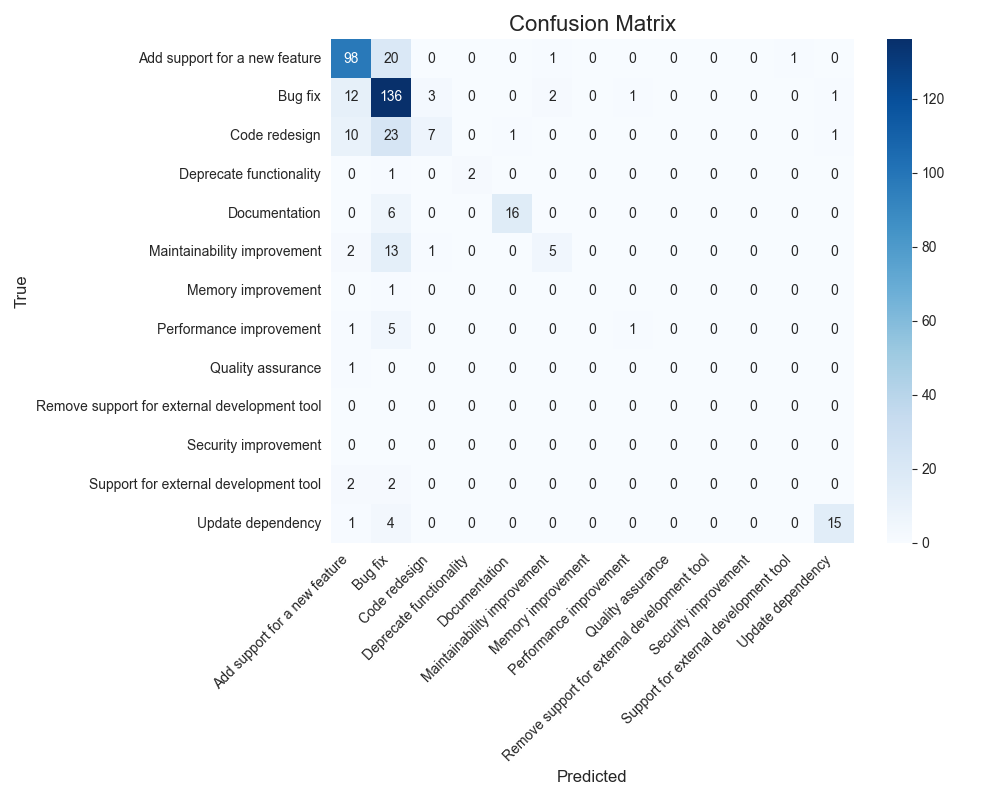 Confusion Matrix
True
Add support for a new feature 98 20 0 0 0 1 0 0 0 0 0 1 0
Bug fix 12 136 3 0 0 2 0 1 0 0 0 0 1
Code redesign 10 23 7 0 1 0 0 0 0 0 0 0 1
Deprecate functionality 0 1 0 2 0 0 0 0 0 0 0 0 0
Documentation 0 6 0 0 16 0 0 0 0 0 0 0 0
Maintainability improvement 2 13 1 0 0 5 0 0 0 0 0 0 0
Memory improvement 0 1 0 0 0 0 0 0 0 0 0 0 0
Performance improvement 1 5 0 0 0 0 0 1 0 0 0 0 0
Quality assurance 1 0 0 0 0 0 0 0 0 0 0 0 0
Remove support for external development tool 0 0 0 0 0 0 0 0 0 0 0 0 0
Security improvement 0 0 0 0 0 0 0 0 0 0 0 0 0
Support for external development tool 2 2 0 0 0 0 0 0 0 0 0 0 0
Update dependency 1 4 0 0 0 0 0 0 0 0 0 0 15
Add support for a new feature
Bug fix
Code redesign
Deprecate functionality
Documentation
Maintainability improvement
Memory improvement
Performance improvement
Quality assurance
Remove support for external development tool
Security improvement
Support for external development tool
Update dependency
Predicted
120
100
80
60
40
20
0